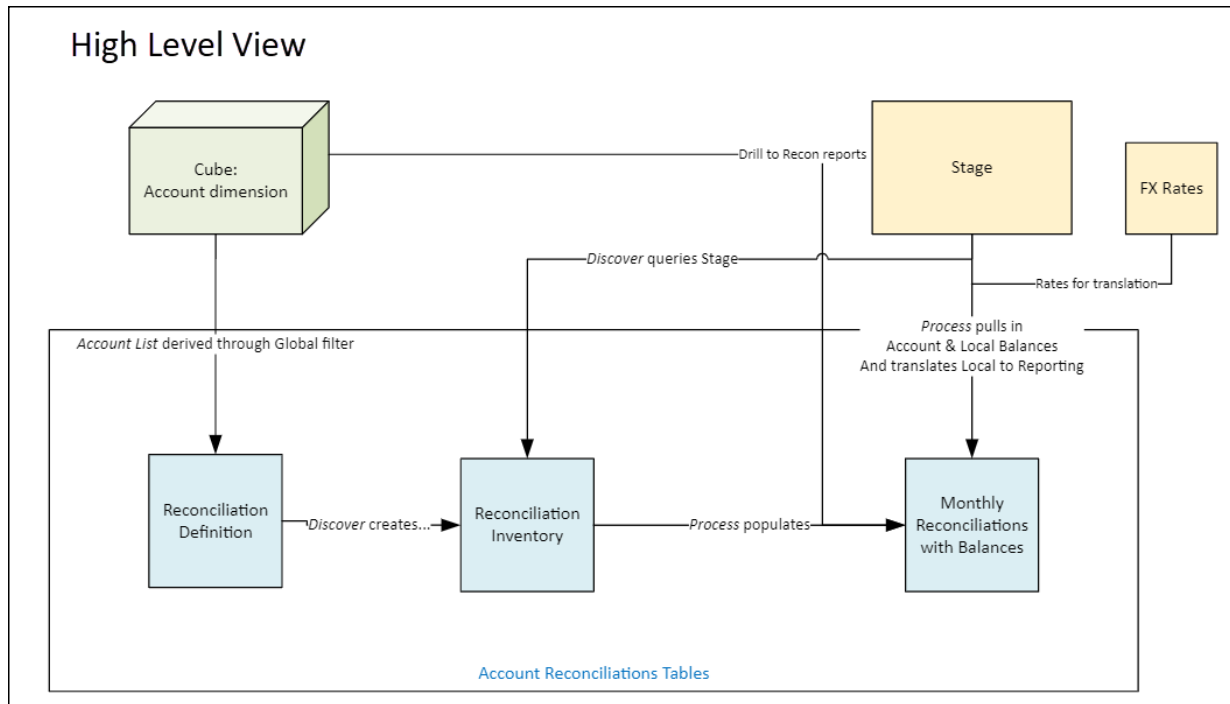 High Level View
Cube:
Account dimension
Drill to Recon reports
Stage
FX Rates
Discover queries Stage
Rates for translation
Account List derived through Global filter
Process pulls in
Account & Local Balances
And translates Local to Reporting
Reconciliation
Definition
Discover creates...
Reconciliation
Inventory
Process populates
Monthly
Reconciliations
with Balances
Account Reconciliations Tables